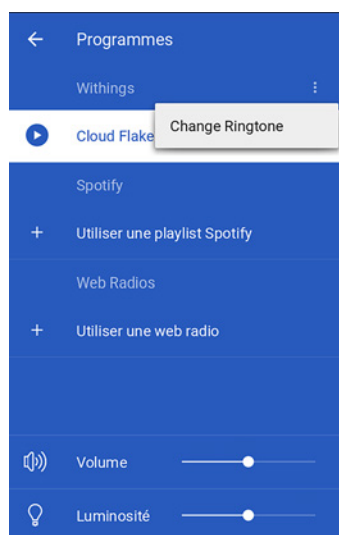 Programmes
Withings
Change Ringtone
Cloud Flake
Spotify
Utiliser une playlist Spotify
Web Radios
Utiliser une web radio
Volume
Luminosité